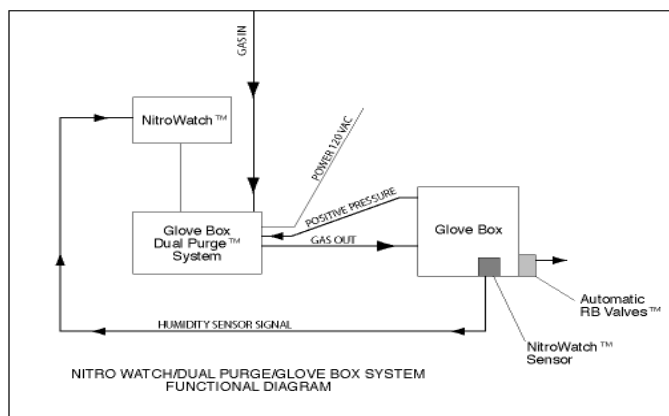 GAS IN
NitroWatch™
POWER 120 VAC
POSITIVE PRESSURE
Glove Box
Dual Purge™
System
GAS OUT
Glove Box
Automatic
RB Valves™
HUMIDITY SENSOR SIGNAL
NitroWatch™
Sensor
NITRO WATCH/DUAL PURGE/GLOVE BOX SYSTEM
FUNCTIONAL DIAGRAM